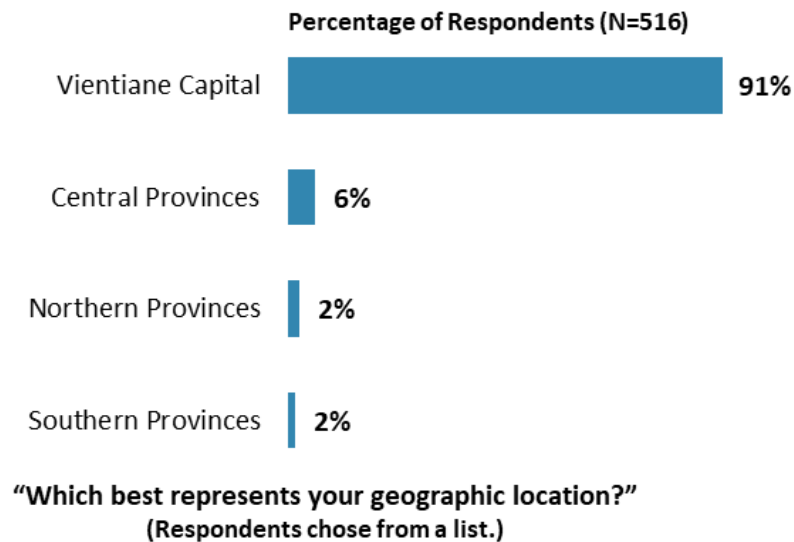 Percentage of Respondents (N=516)
Vientiane Capital 91%
Central Provinces 6%
Northern Provinces 2%
Southern Provinces 2%
“Which best represents your geographic location?”
(Respondents chose from a list.)